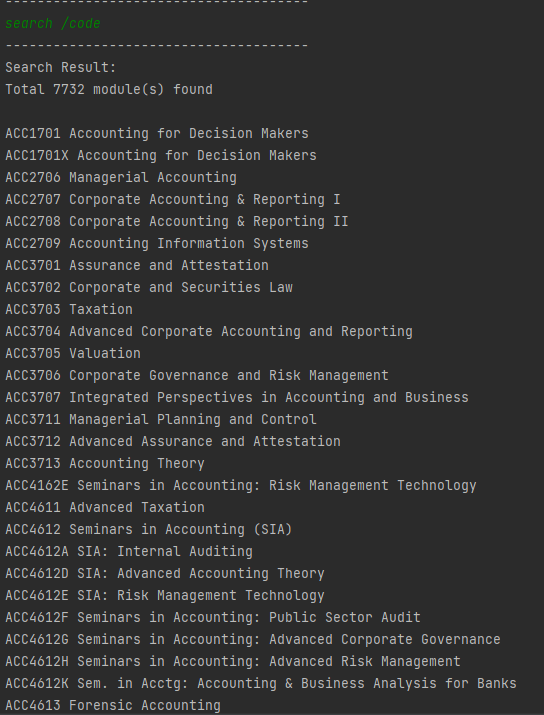 --------------------------------------
search /code
--------------------------------------
Search Result:
Total 7732 module(s) found
ACC1701 Accounting for Decision Makers
ACC1701X Accounting for Decision Makers
ACC2706 Managerial Accounting
ACC2707 Corporate Accounting & Reporting I
ACC2708 Corporate Accounting & Reporting II
ACC2709 Accounting Information Systems
ACC3701 Assurance and Attestation
ACC3702 Corporate and Securities Law
ACC3703 Taxation
ACC3704 Advanced Corporate Accounting and Reporting
ACC3705 Valuation
ACC3706 Corporate Governance and Risk Management
ACC3707 Integrated Perspectives in Accounting and Business
ACC3711 Managerial Planning and Control
ACC3712 Advanced Assurance and Attestation
ACC3713 Accounting Theory
ACC4162E Seminars in Accounting: Risk Management Technology
ACC4611 Advanced Taxation
ACC4612 Seminars in Accounting (SIA)
ACC4612A SIA: Internal Auditing
ACC4612D SIA: Advanced Accounting Theory
ACC4612E SIA: Risk Management Technology
ACC4612F Seminars in Accounting: Public Sector Audit
ACC4612G Seminars in Accounting: Advanced Corporate Governance
ACC4612H Seminars in Accounting: Advanced Risk Management
ACC4612K Sem. in Acctg: Accounting & Business Analysis for Banks
ACC4613 Forensic Accounting